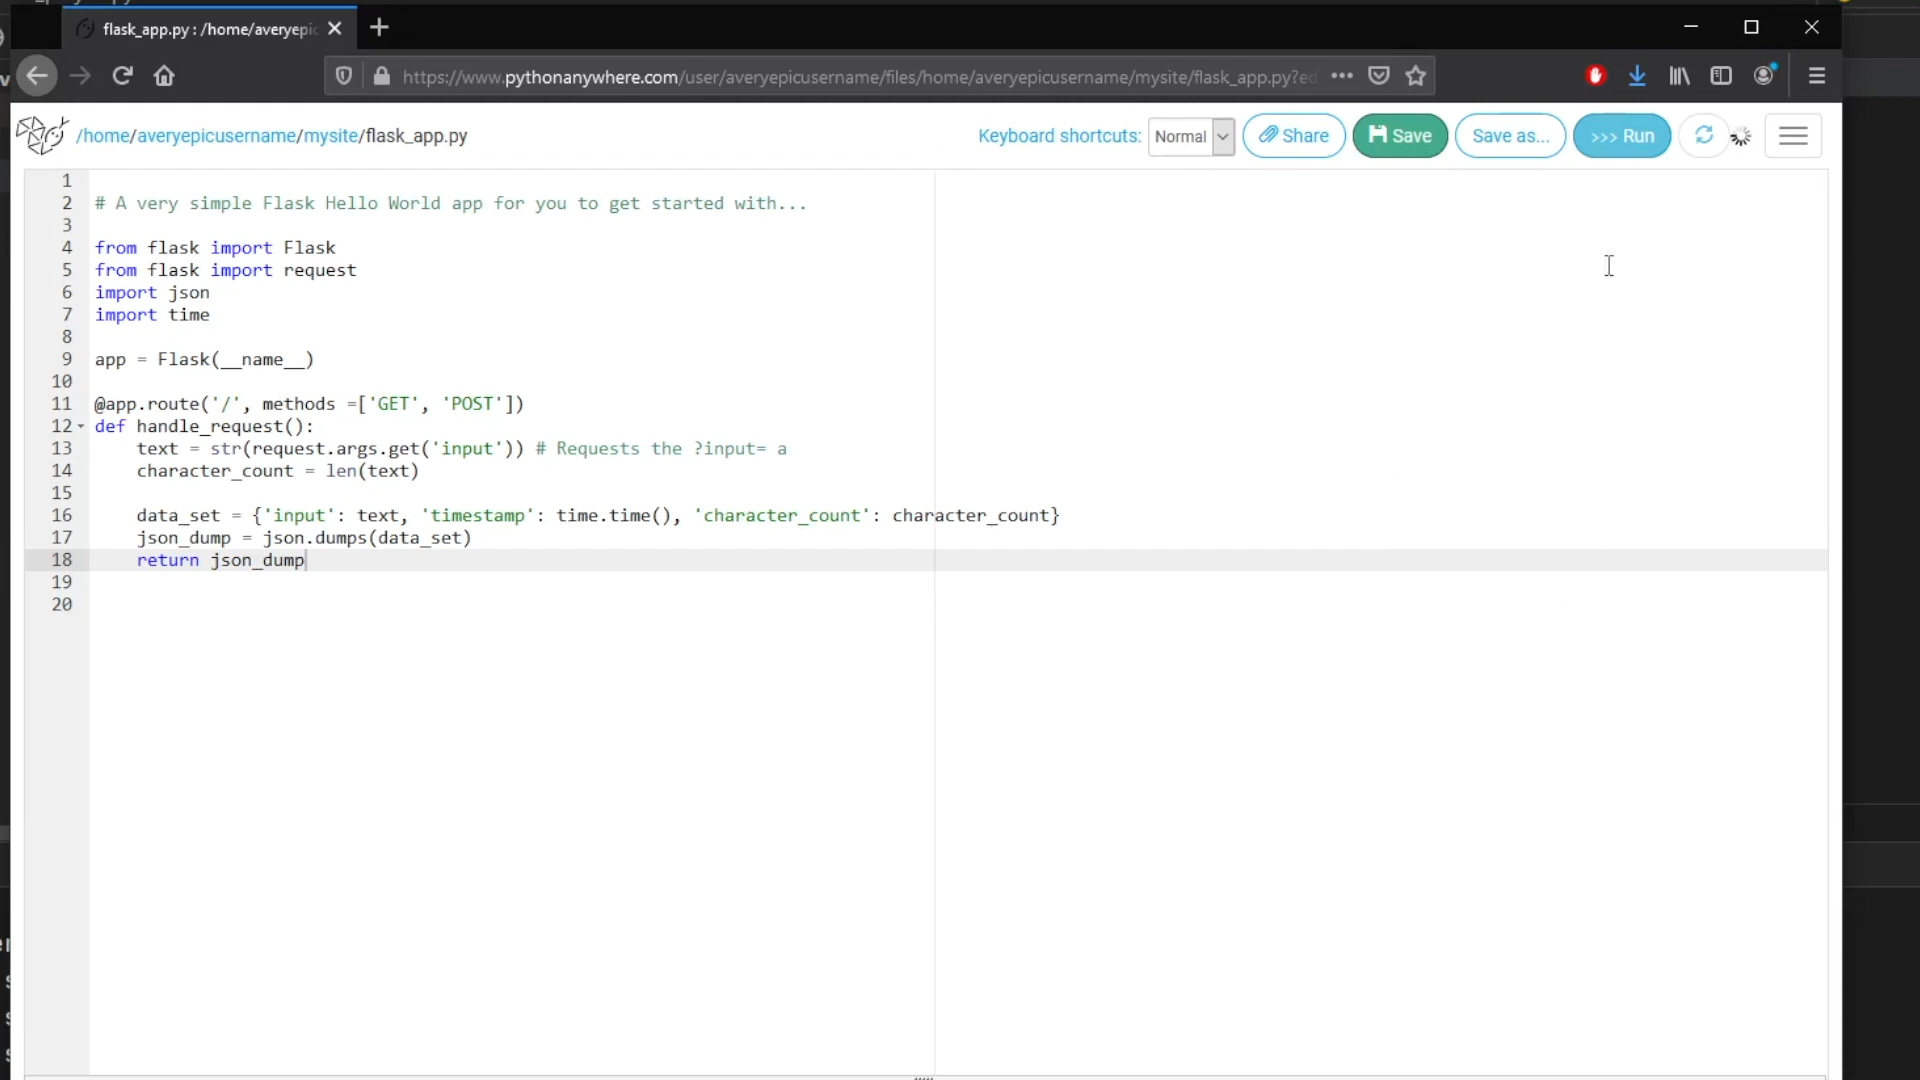 flask_app.py : /home/averyepic
https://www.pythonanywhere.com/user/averyepicusername/files/home/averyepicusername/mysite/flask_app.py?ed
/home/averyepicusername/mysite/flask_app.py
Keyboard shortcuts: Normal Share Save Save as... >>> Run
1
2 # A very simple Flask Hello World app for you to get started with...
3
4 from flask import Flask
5 from flask import request
6 import json
7 import time
8
9 app = Flask(__name__)
10
11 @app.route('/', methods =['GET', 'POST'])
12 def handle_request():
13 text = str(request.args.get('input')) # Requests the ?input= a
14 character_count = len(text)
15
16 data_set = {'input': text, 'timestamp': time.time(), 'character_count': character_count}
17 json_dump = json.dumps(data_set)
18 return json_dump
19
20